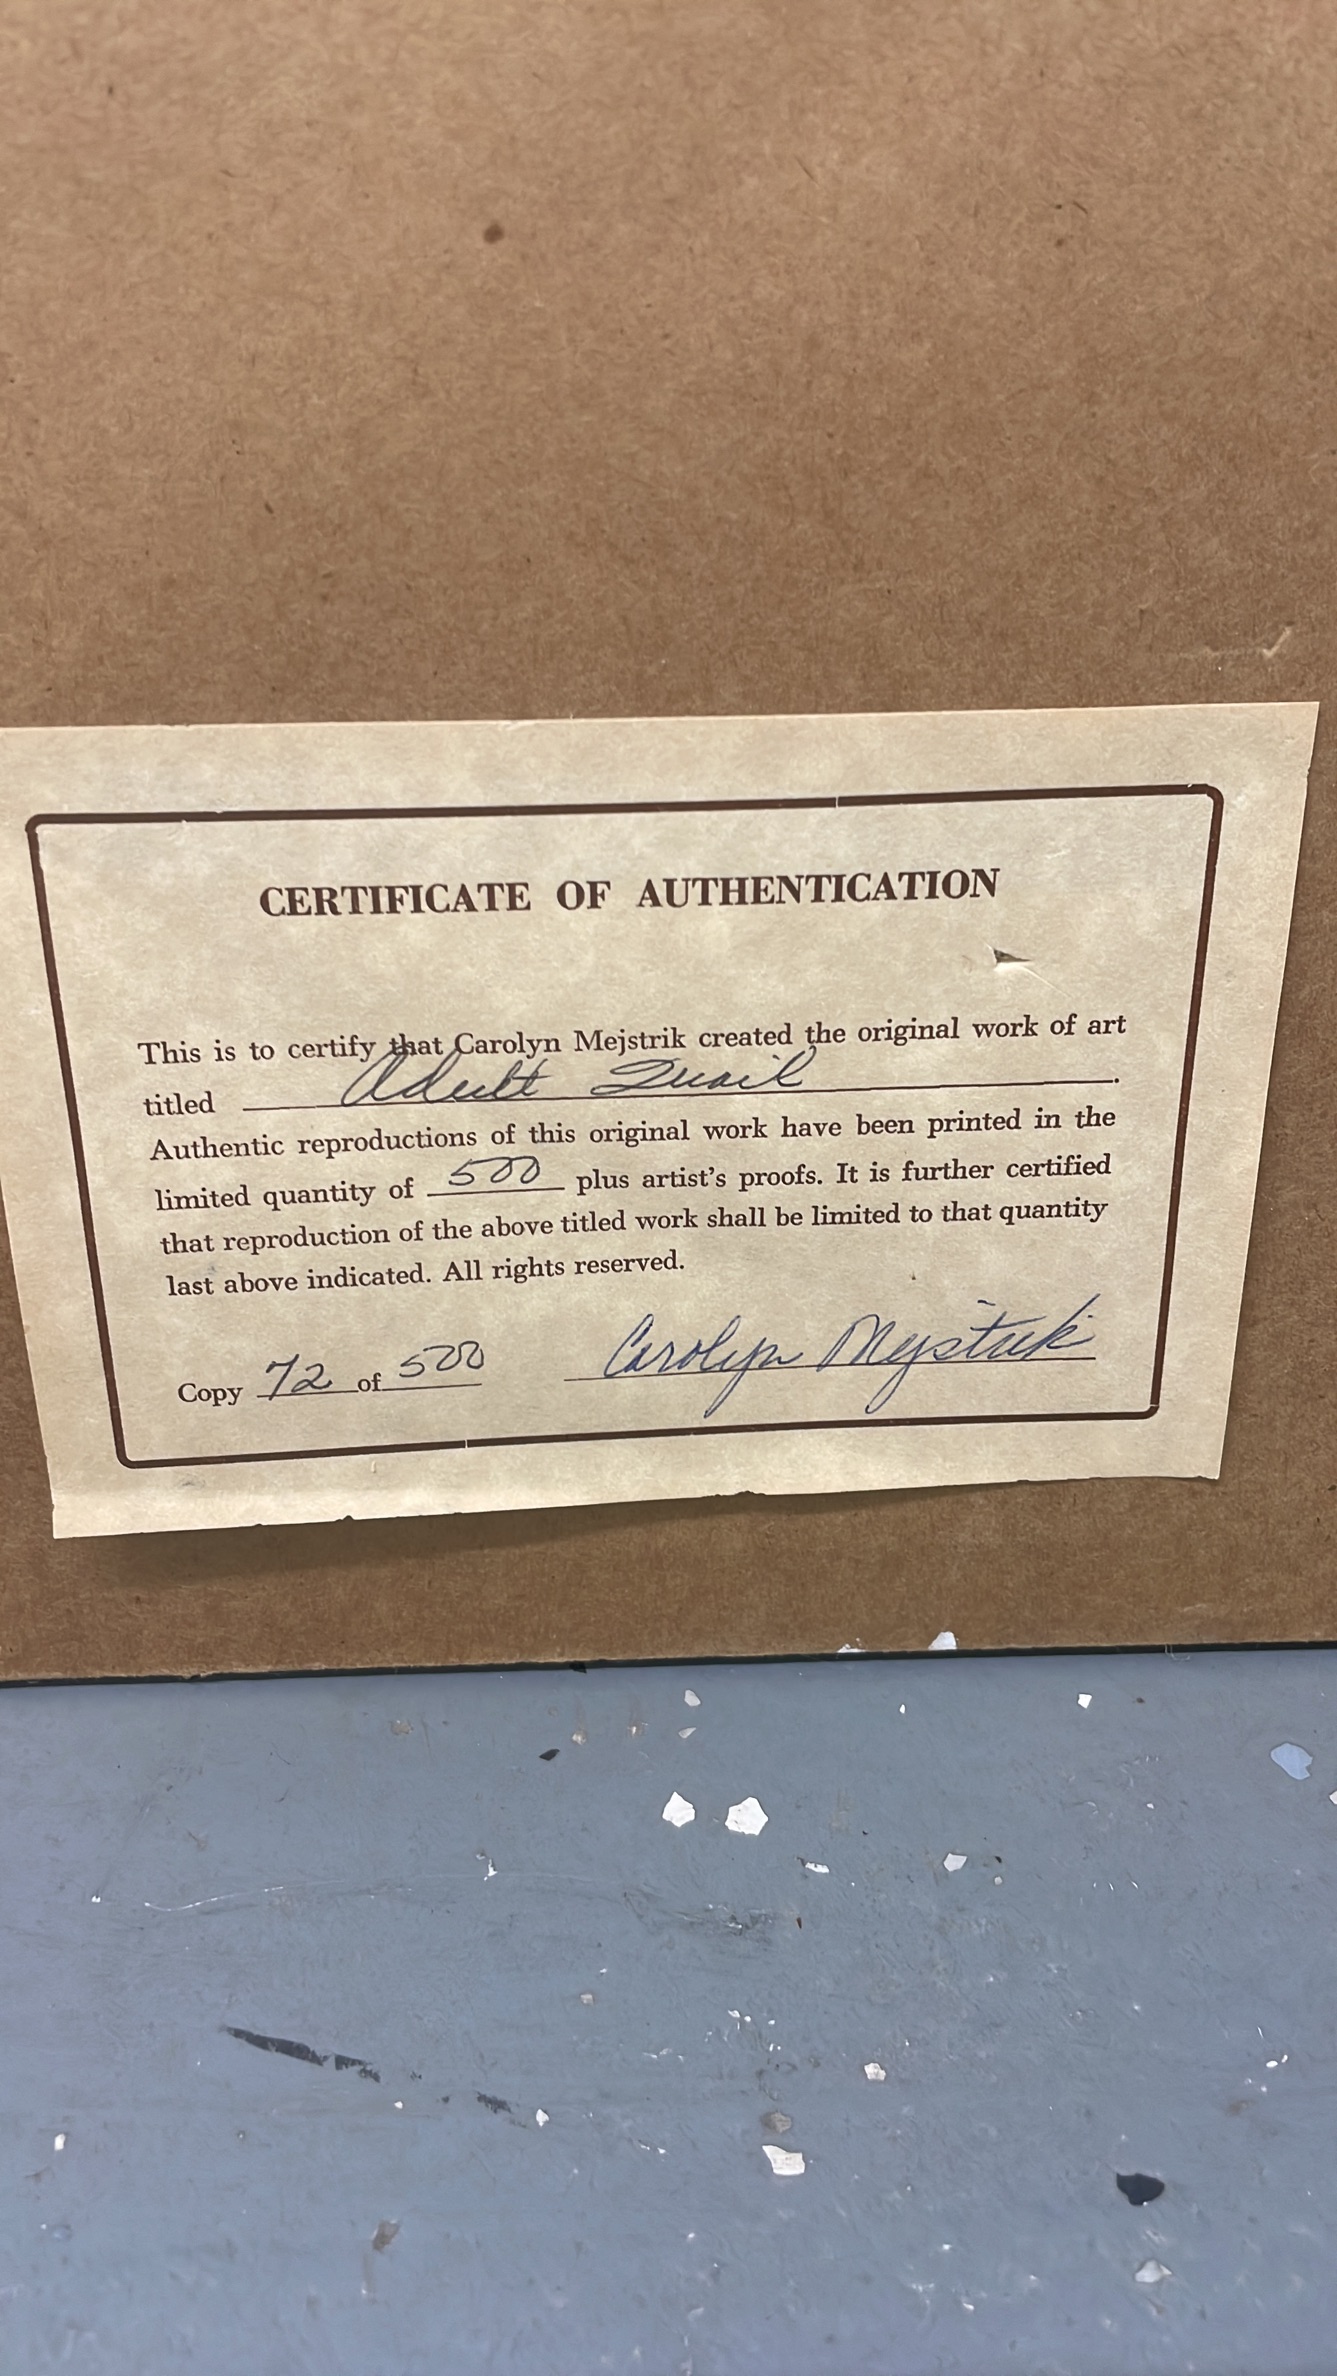 CERTIFICATE OF AUTHENTICATION
This is to certify that Carolyn Mejstrik created the original work of art
titled Adult Quail.
Authentic reproductions of this original work have been printed in the
limited quantity of 500 plus artist's proofs. It is further certified
that reproduction of the above titled work shall be limited to that quantity
last above indicated. All rights reserved.
Copy 72 of 500 Carolyn Mejstrik